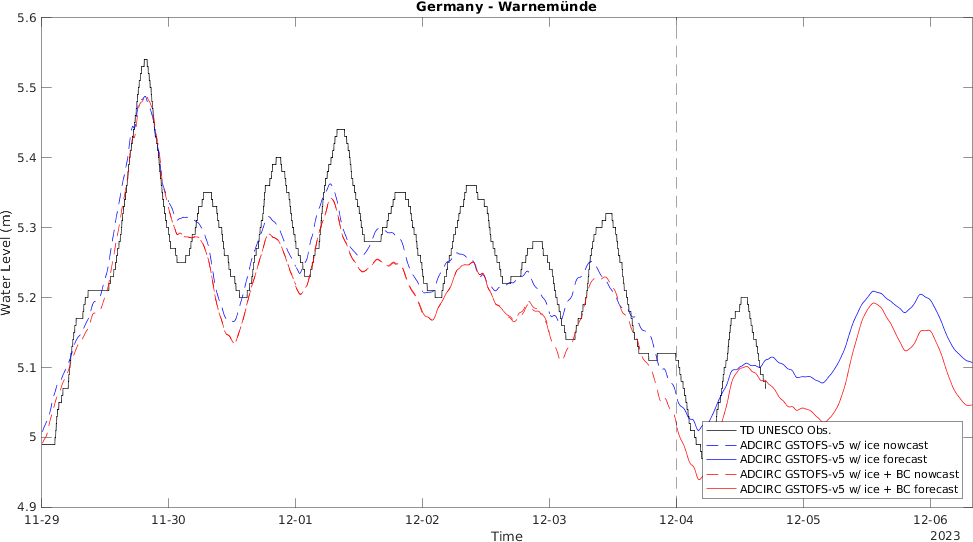 Germany - Warnemünde
5.6
5.5
5.4
5.3
5.2
5.1
5
4.9
Water Level (m)
11-29 11-30 12-01 12-02 12-03 12-04 12-05 12-06
Time
2023
TD UNESCO Obs.
ADCIRC GSTOFS-v5 w/ ice nowcast
ADCIRC GSTOFS-v5 w/ ice forecast
ADCIRC GSTOFS-v5 w/ ice + BC nowcast
ADCIRC GSTOFS-v5 w/ ice + BC forecast